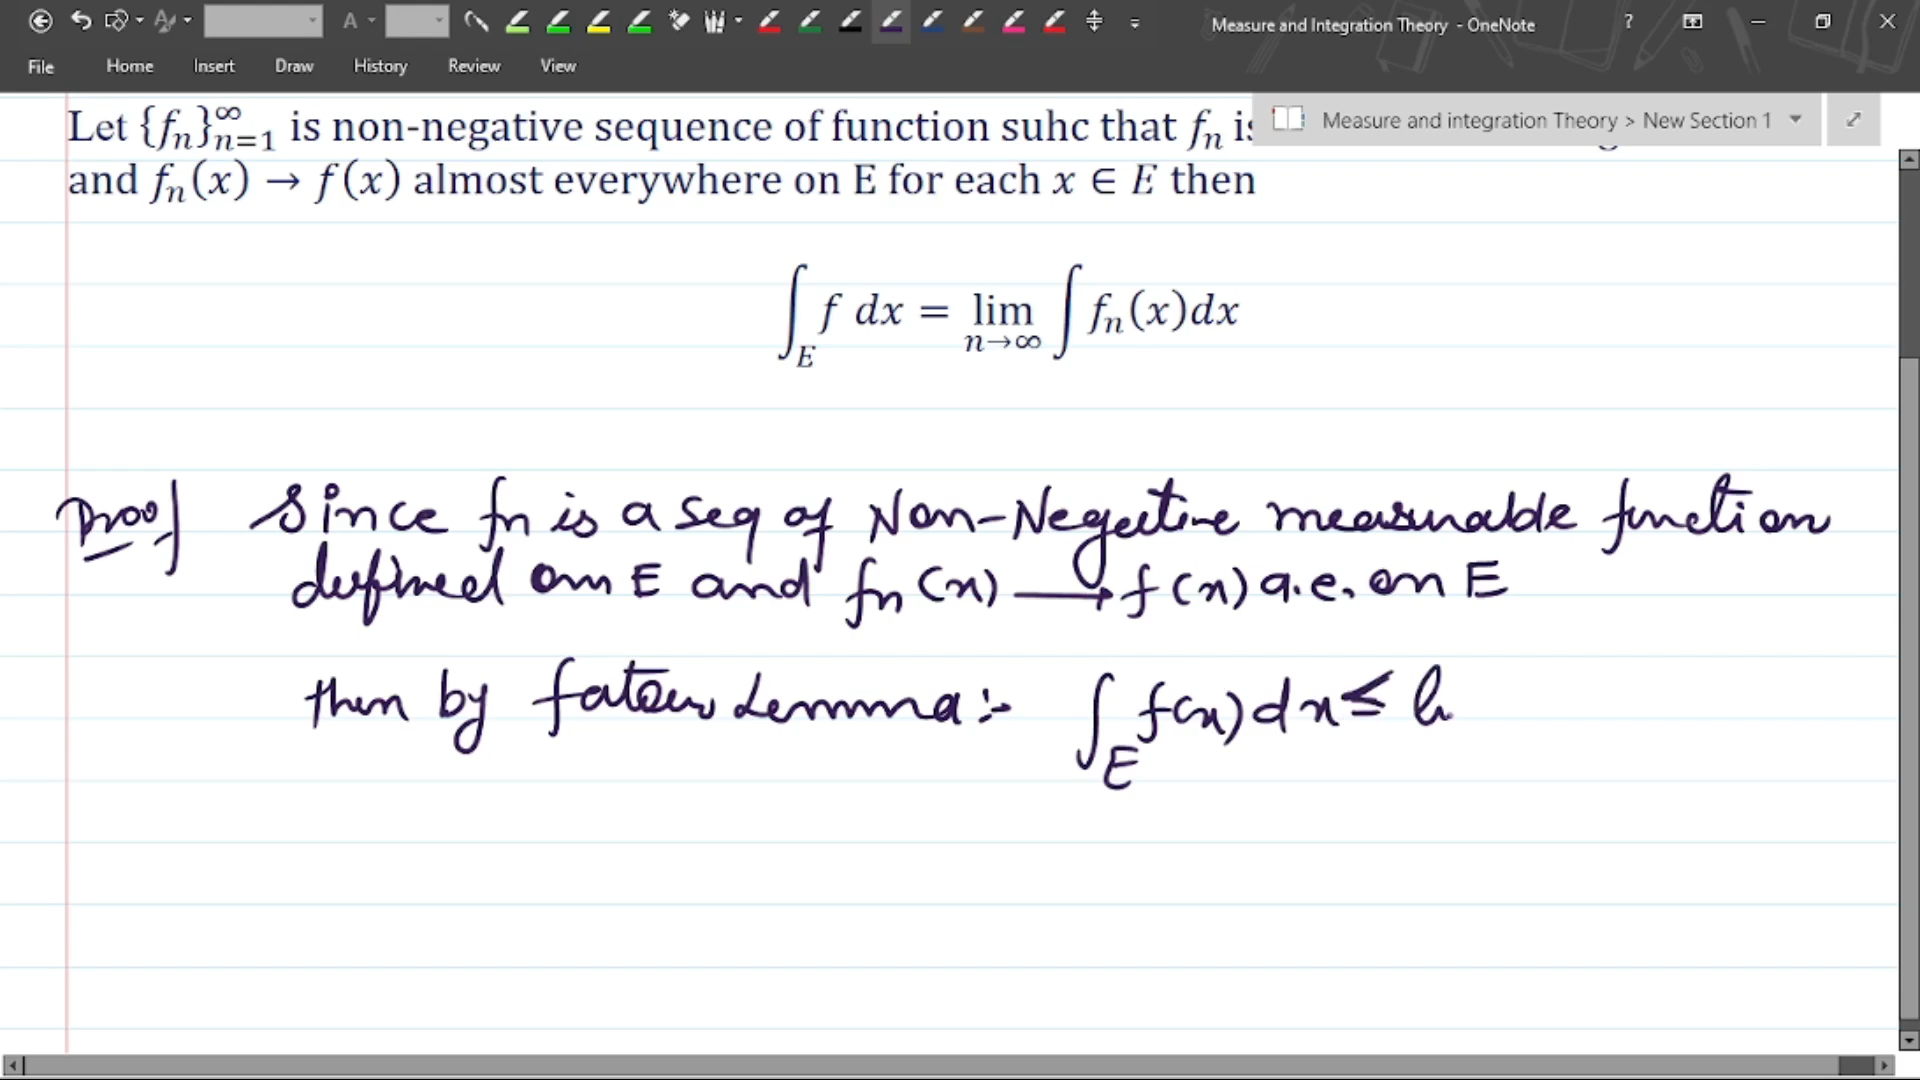 Measure and Integration Theory - OneNote
File Home Insert Draw History Review View
Measure and integration Theory > New Section 1
Let {fₙ}ₙ₌₁^∞ is non-negative sequence of function suhc that fₙ is
and fₙ(x) → f(x) almost everywhere on E for each x ∈ E then
∫_E f dx = lim_{n→∞} ∫ fₙ(x)dx
Proof Since fn is a seq of Non-Negative measurable function
defined on E and fn(x) → f(x) a.e. on E
then by fatou Lemma:- ∫_E f(x)dx ≤